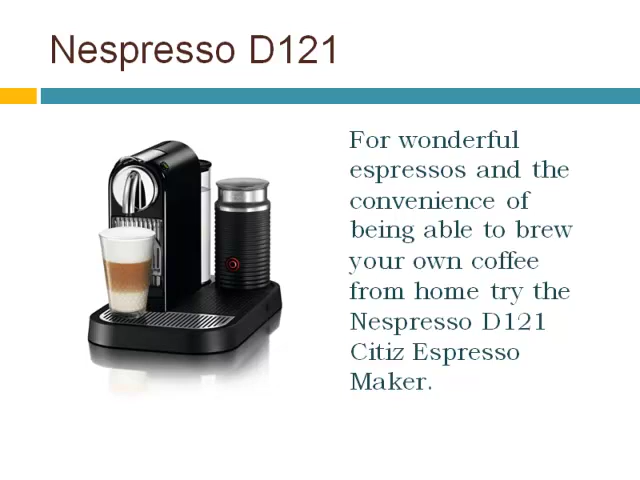 Nespresso D121
For wonderful
espressos and the
convenience of
being able to brew
your own coffee
from home try the
Nespresso D121
Citiz Espresso
Maker.